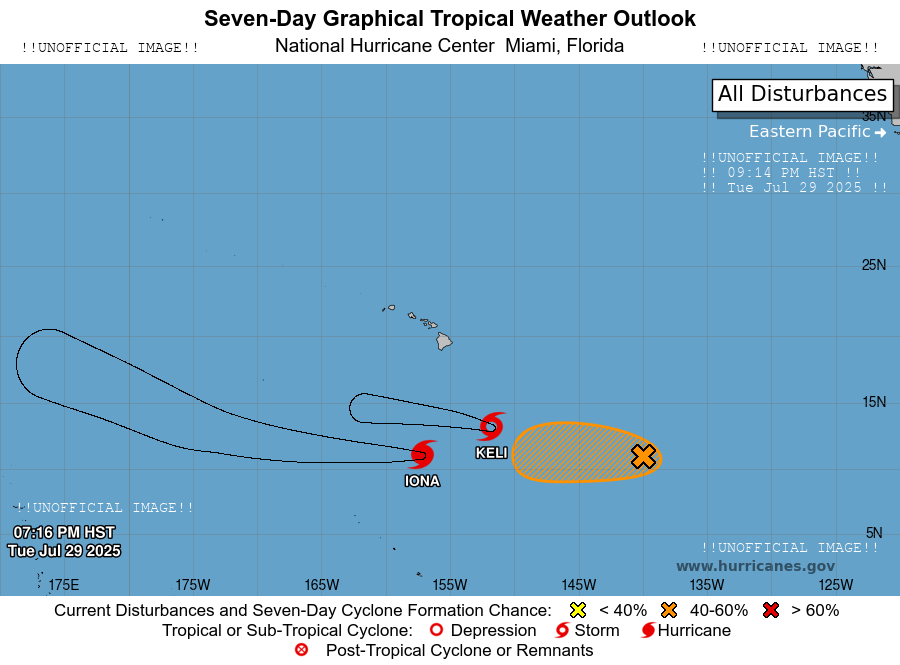 Seven-Day Graphical Tropical Weather Outlook
!!UNOFFICIAL IMAGE!! National Hurricane Center Miami, Florida !!UNOFFICIAL IMAGE!!
All Disturbances
35N
Eastern Pacific
!!UNOFFICIAL IMAGE!!
!! 09:14 PM HST !!
!! Tue Jul 29 2025 !!
25N
15N
KELI
IONA
!!UNOFFICIAL IMAGE!!
07:16 PM HST
Tue Jul 29 2025
5N
!!UNOFFICIAL IMAGE!!
www.hurricanes.gov
175E 175W 165W 155W 145W 135W 125W
Current Disturbances and Seven-Day Cyclone Formation Chance: < 40% 40-60% > 60%
Tropical or Sub-Tropical Cyclone: Depression Storm Hurricane
Post-Tropical Cyclone or Remnants